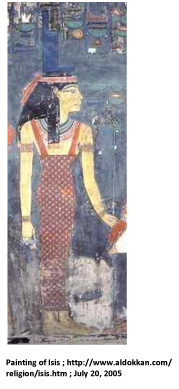 Painting of Isis ; http://www.aldokkan.com/
religion/isis.htm ; July 20, 2005